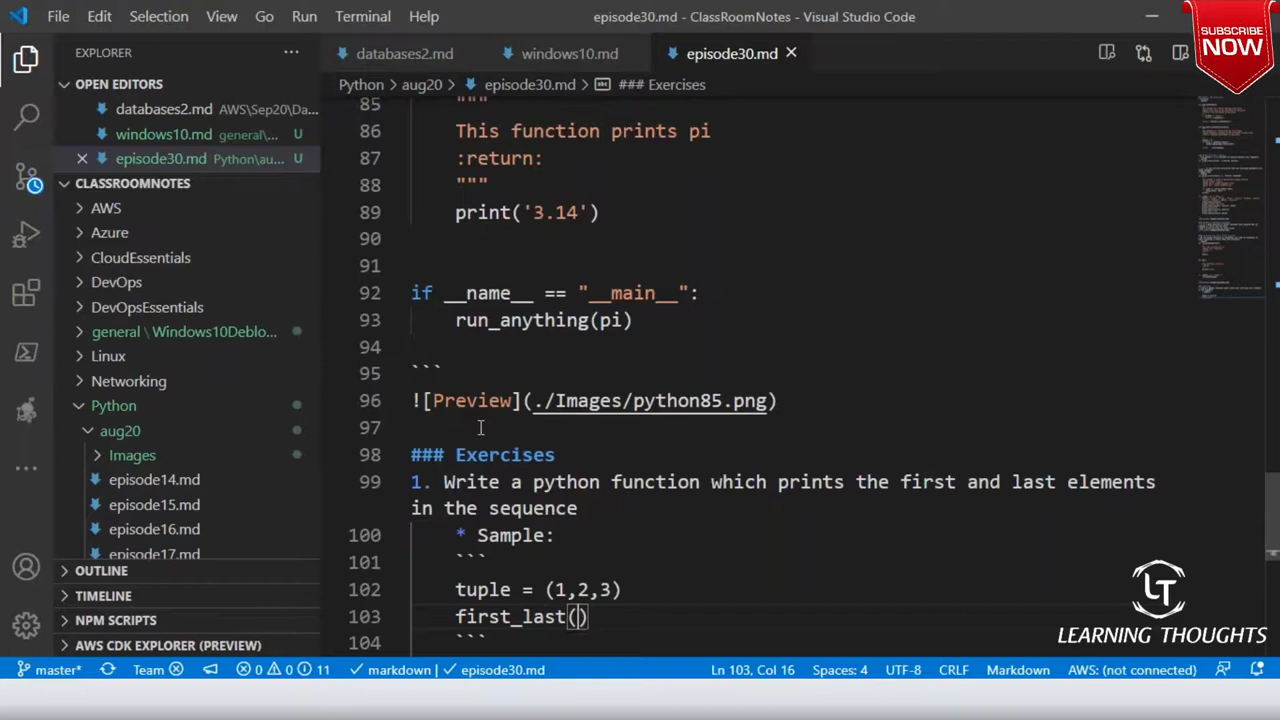 File Edit Selection View Go Run Terminal Help episode30.md - ClassRoomNotes - Visual Studio Code
SUBSCRIBE
NOW
EXPLORER ...
databases2.md windows10.md episode30.md
OPEN EDITORS
databases2.md AWS\Sep20\Da...
windows10.md general\... U
episode30.md Python\au... U
CLASSROOMNOTES
AWS
Azure
CloudEssentials
DevOps
DevOpsEssentials
general \ Windows10Deblo...
Linux
Networking
Python
aug20
Images
episode14.md
episode15.md
episode16.md
episode17.md
OUTLINE
TIMELINE
NPM SCRIPTS
AWS CDK EXPLORER (PREVIEW)
Python > aug20 > episode30.md > ### Exercises
85 """
86 This function prints pi
87 :return:
88 """
89 print('3.14')
90
91
92 if __name__ == "__main__":
93 run_anything(pi)
94
95 ```
96 ![Preview](./Images/python85.png)
97
98 ### Exercises
99 1. Write a python function which prints the first and last elements
in the sequence
100 * Sample:
101 ```
102 tuple = (1,2,3)
103 first_last()
104 ```
LT
LEARNING THOUGHTS
master* Team 0 0 11 markdown episode30.md Ln 103, Col 16 Spaces: 4 UTF-8 CRLF Markdown AWS: (not connected)